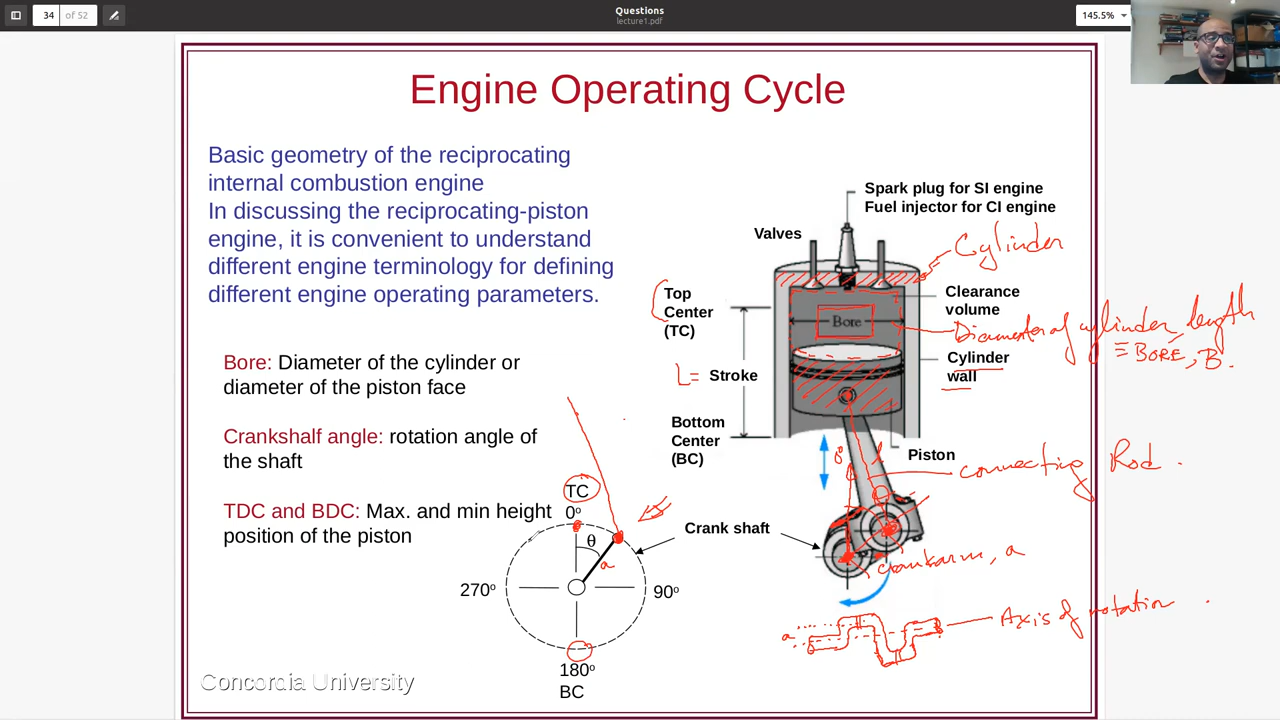 Questions
lecture1.pdf
34 of 52
145.5%
Engine Operating Cycle
Basic geometry of the reciprocating
internal combustion engine
In discussing the reciprocating-piston
engine, it is convenient to understand
different engine terminology for defining
different engine operating parameters.
Bore: Diameter of the cylinder or
diameter of the piston face
Crankshalf angle: rotation angle of
the shaft
TDC and BDC: Max. and min height
position of the piston
Spark plug for SI engine
Fuel injector for CI engine
Valves
Cylinder
Top
Center
(TC)
Clearance
volume
Bore
Diameter of cylinder length
≡ BORE, B.
Cylinder
wall
L= Stroke
Bottom
Center
(BC)
Piston
connecting Rod.
TC
0º
θ
a
270º
90º
180º
BC
Crank shaft
crankarm, a
a
Axis of rotation
Concordia University